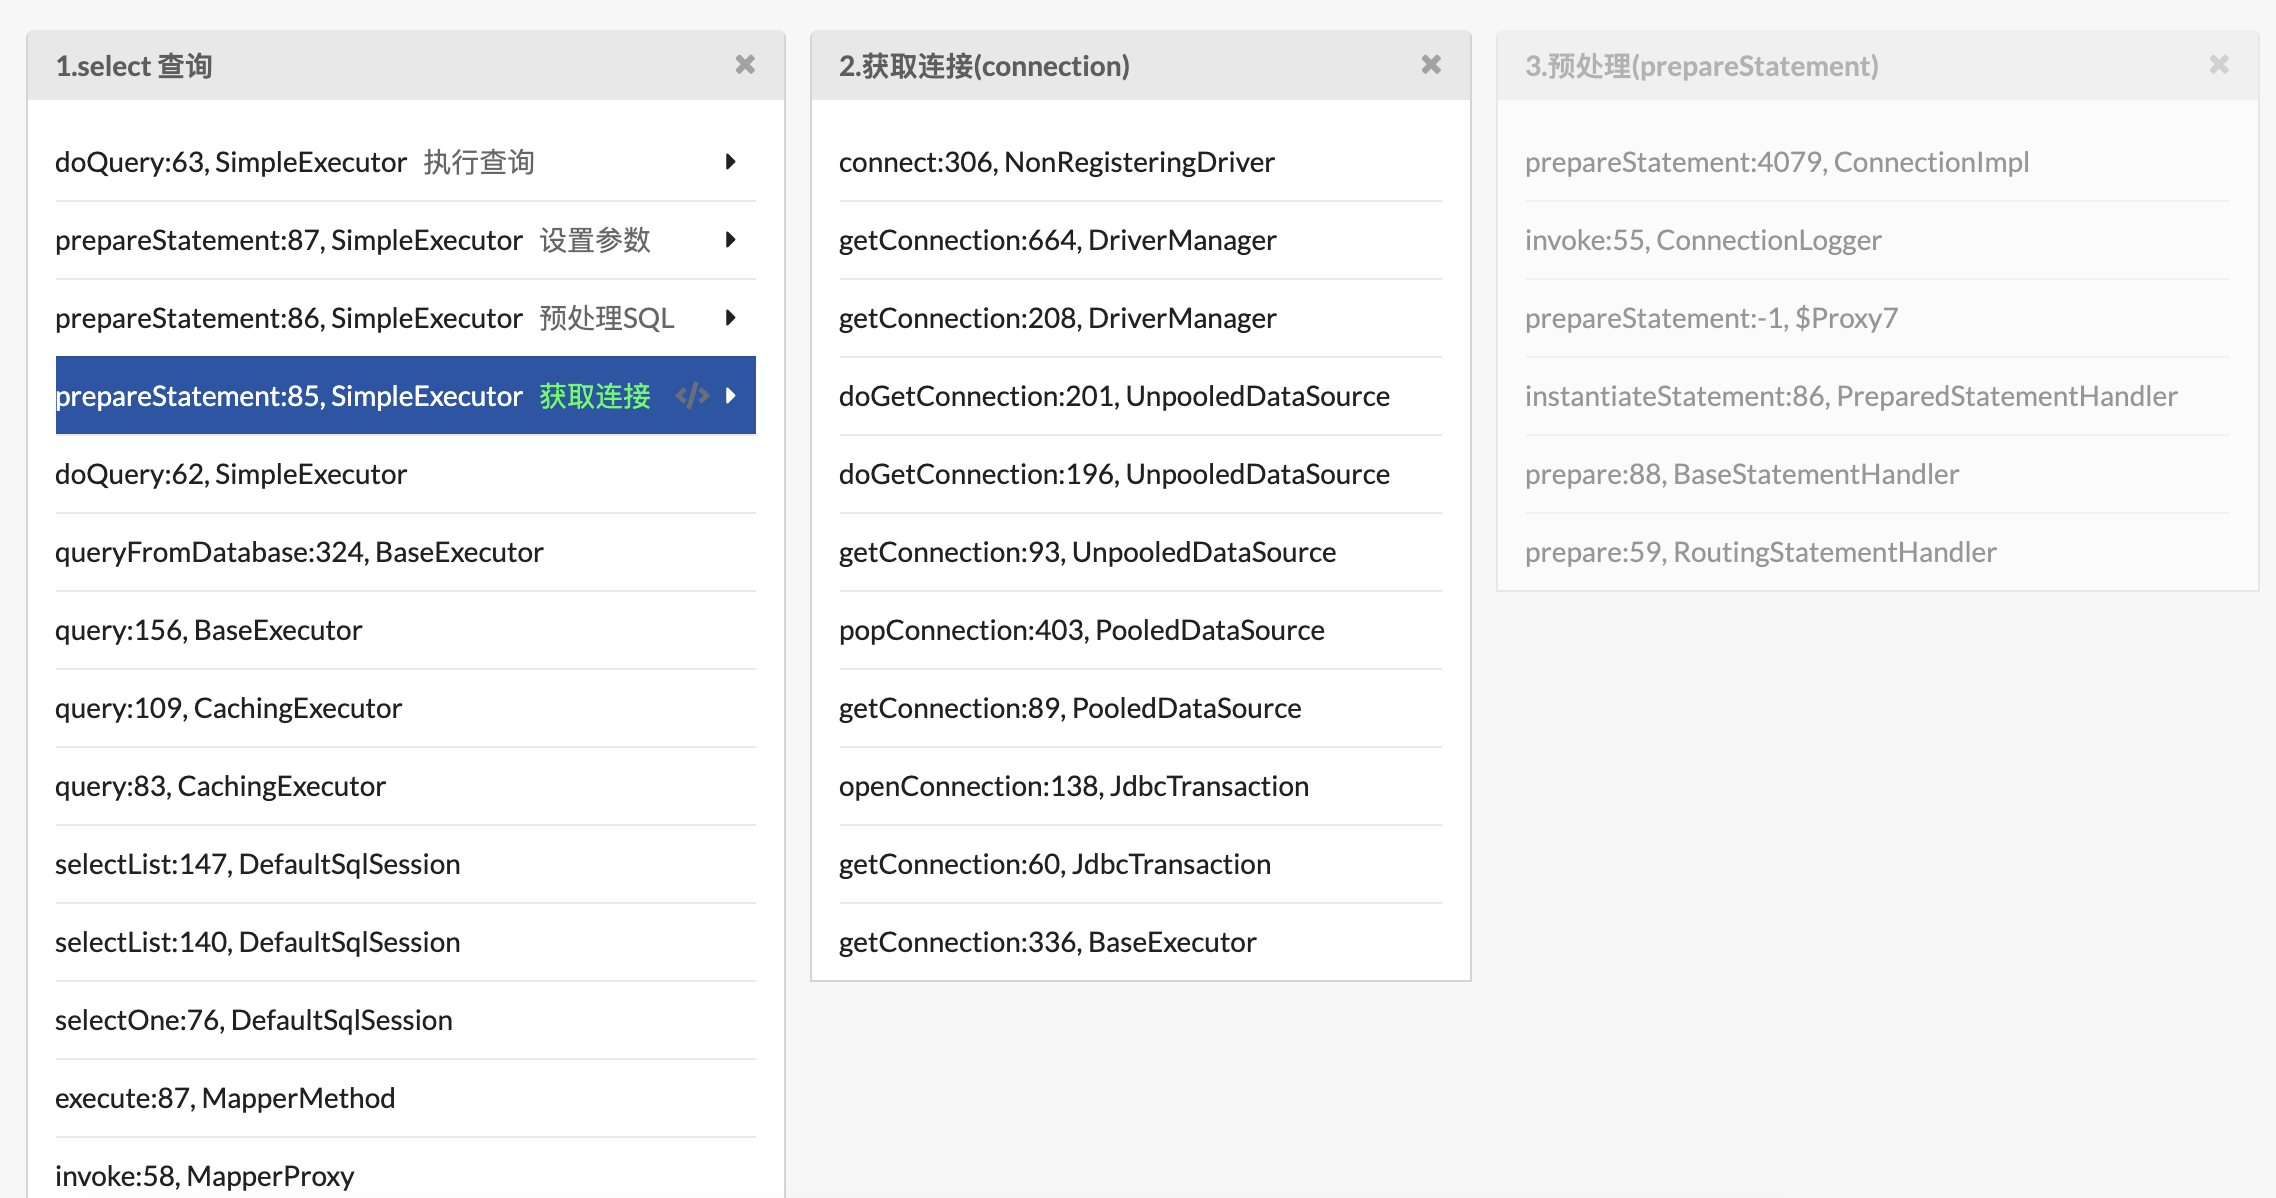 1.select 查询
doQuery:63, SimpleExecutor 执行查询
prepareStatement:87, SimpleExecutor 设置参数
prepareStatement:86, SimpleExecutor 预处理SQL
prepareStatement:85, SimpleExecutor 获取连接 </>
doQuery:62, SimpleExecutor
queryFromDatabase:324, BaseExecutor
query:156, BaseExecutor
query:109, CachingExecutor
query:83, CachingExecutor
selectList:147, DefaultSqlSession
selectList:140, DefaultSqlSession
selectOne:76, DefaultSqlSession
execute:87, MapperMethod
invoke:58, MapperProxy
2.获取连接(connection)
connect:306, NonRegisteringDriver
getConnection:664, DriverManager
getConnection:208, DriverManager
doGetConnection:201, UnpooledDataSource
doGetConnection:196, UnpooledDataSource
getConnection:93, UnpooledDataSource
popConnection:403, PooledDataSource
getConnection:89, PooledDataSource
openConnection:138, JdbcTransaction
getConnection:60, JdbcTransaction
getConnection:336, BaseExecutor
3.预处理(prepareStatement)
prepareStatement:4079, ConnectionImpl
invoke:55, ConnectionLogger
prepareStatement:-1, $Proxy7
instantiateStatement:86, PreparedStatementHandler
prepare:88, BaseStatementHandler
prepare:59, RoutingStatementHandler